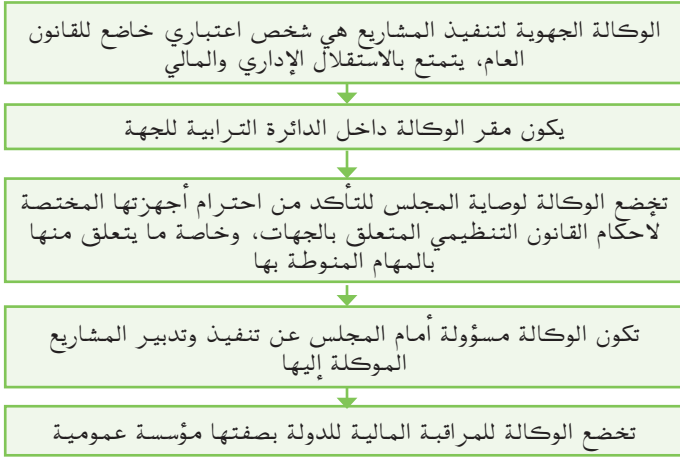 الوكالة الجهوية لتنفيذ المشاريع هي شخص اعتباري خاضع للقانون
العام، يتمتع بالاستقلال الإداري والمالي
يكون مقر الوكالة داخل الدائرة الترابية للجهة
تخضع الوكالة لوصاية المجلس للتأكد من احترام أجهزتها المختصة
لاحكام القانون التنظيمي المتعلق بالجهات، وخاصة ما يتعلق منها
بالمهام المنوطة بها
تكون الوكالة مسؤولة أمام المجلس عن تنفيذ وتدبير المشاريع
الموكلة إليها
تخضع الوكالة للمراقبة المالية للدولة بصفتها مؤسسة عمومية